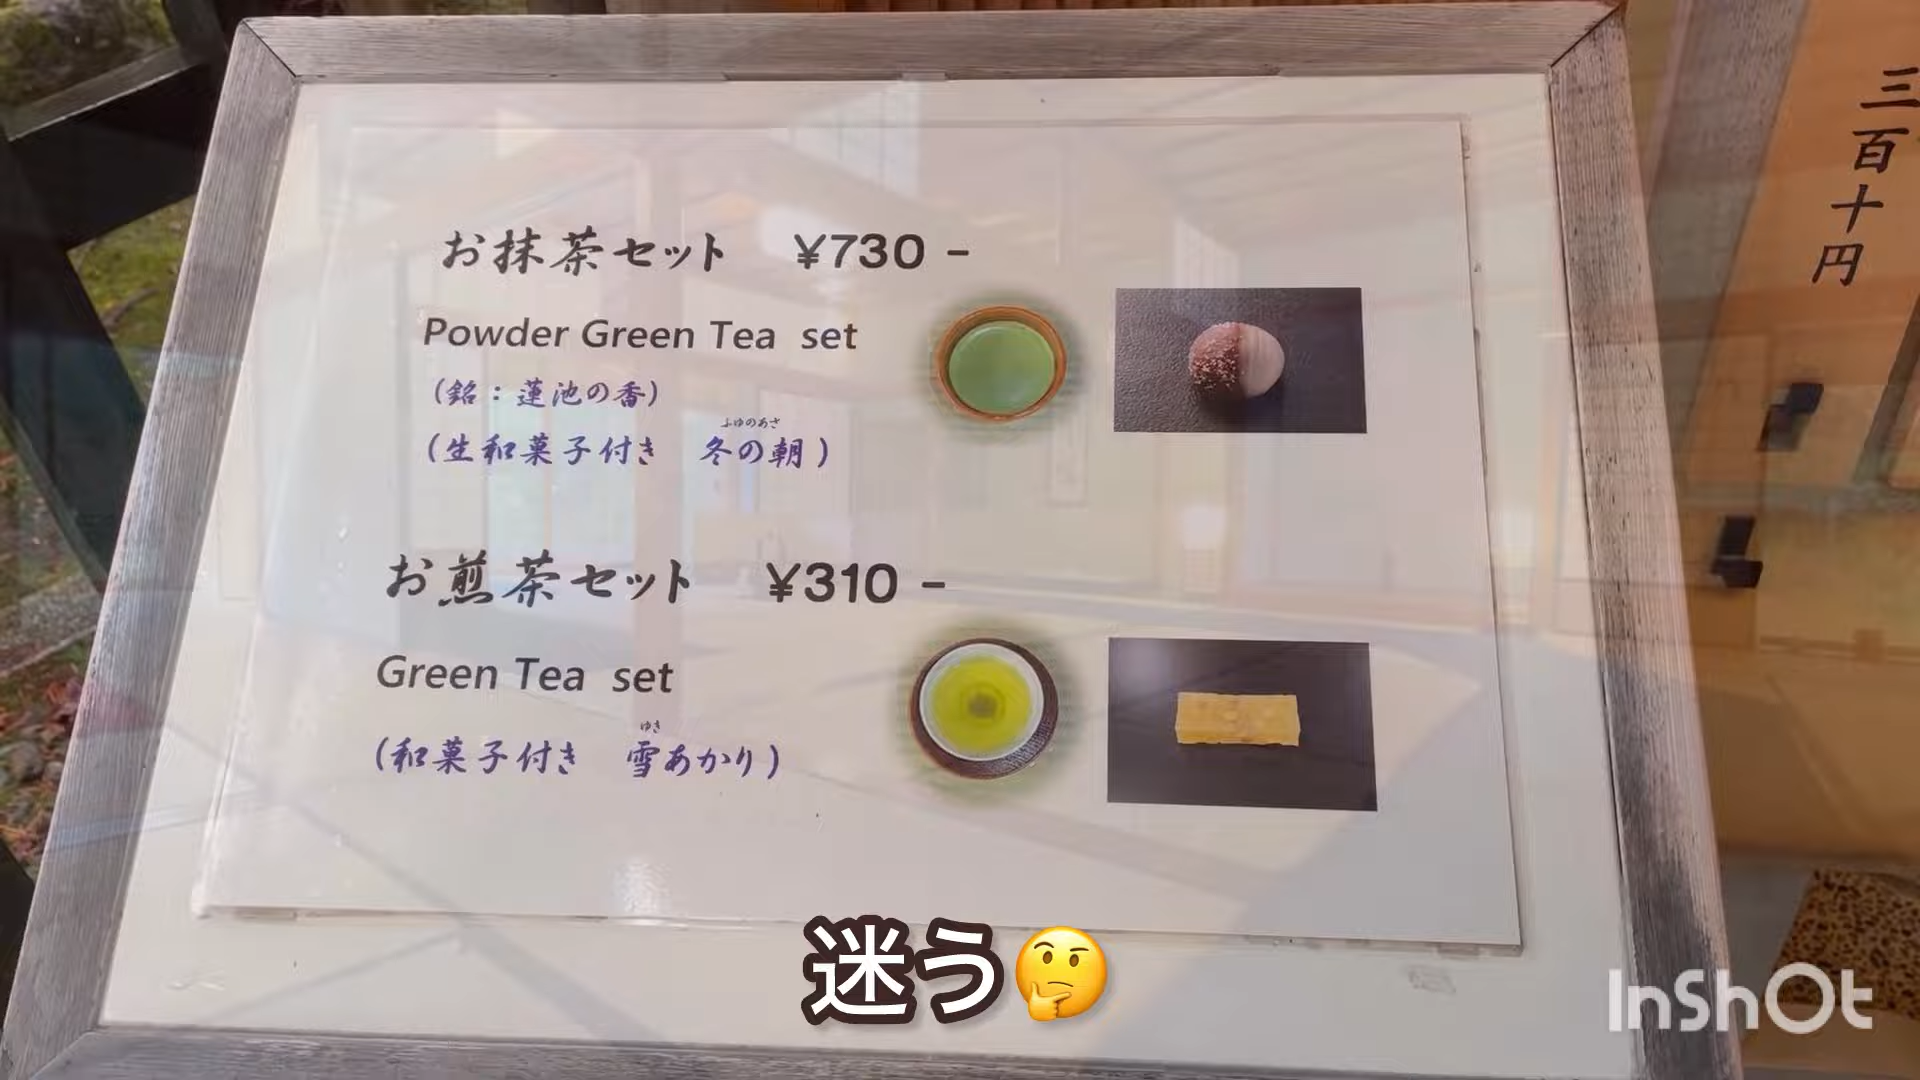 お抹茶セット ¥730 -
Powder Green Tea set
(銘：蓮池の香)
ふゆのあさ
(生和菓子付き 冬の朝)
お煎茶セット ¥310 -
Green Tea set
ゆき
(和菓子付き 雪あかり)
三百十円
迷う🤔
InShOt